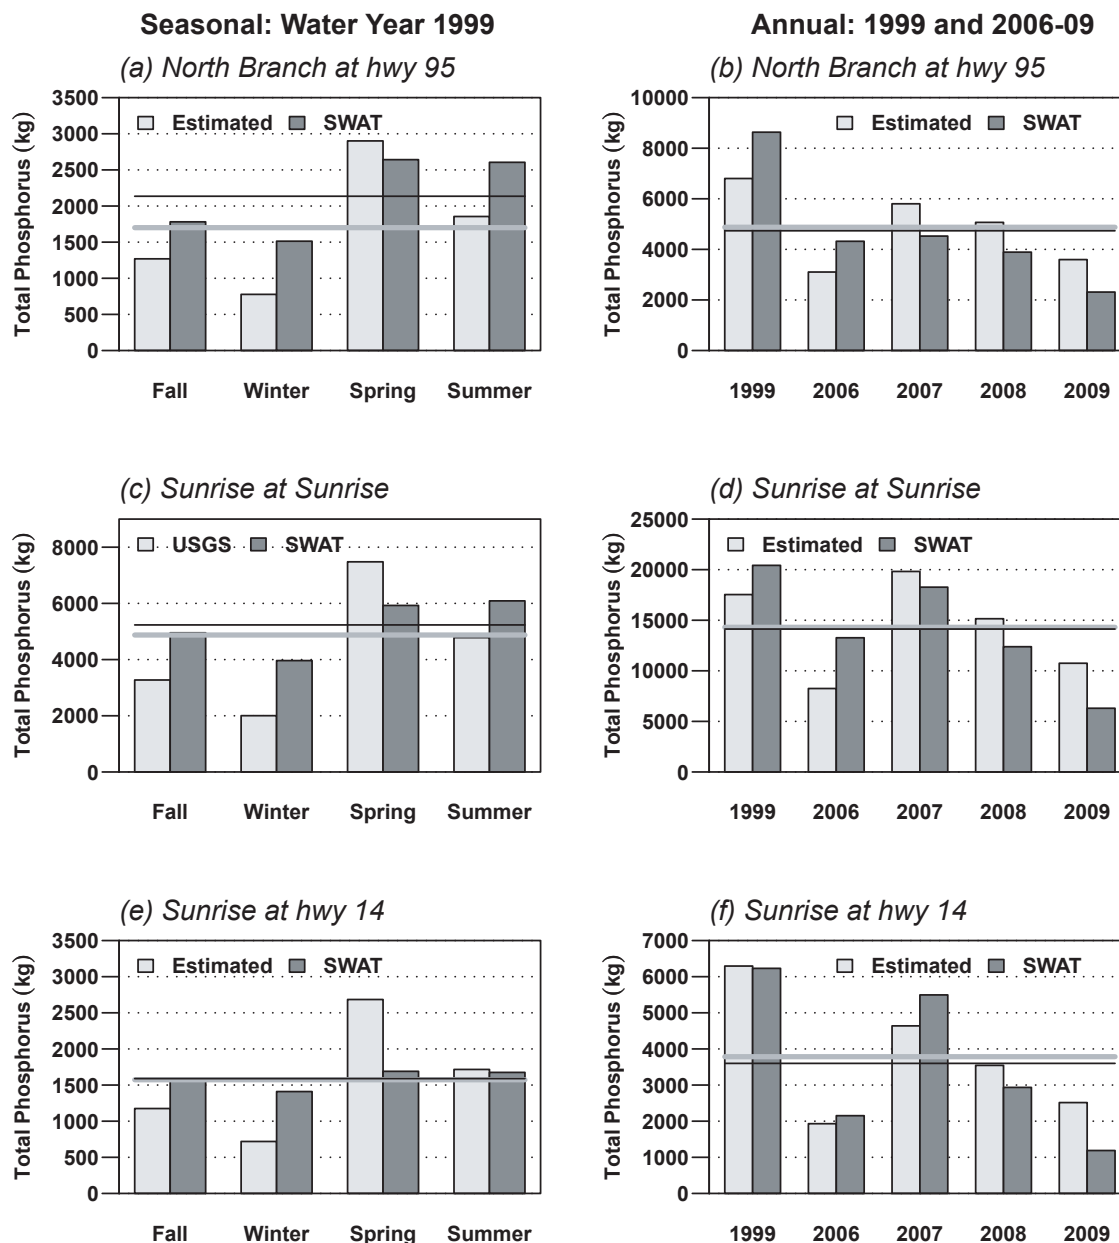 Seasonal: Water Year 1999
Annual: 1999 and 2006-09
(a) North Branch at hwy 95
Total Phosphorus (kg)
3500
3000
2500
2000
1500
1000
500
0
Estimated SWAT
Fall Winter Spring Summer
(b) North Branch at hwy 95
Total Phosphorus (kg)
10000
8000
6000
4000
2000
0
Estimated SWAT
1999 2006 2007 2008 2009
(c) Sunrise at Sunrise
Total Phosphorus (kg)
8000
6000
4000
2000
0
USGS SWAT
Fall Winter Spring Summer
(d) Sunrise at Sunrise
Total Phosphorus (kg)
25000
20000
15000
10000
5000
0
Estimated SWAT
1999 2006 2007 2008 2009
(e) Sunrise at hwy 14
Total Phosphorus (kg)
3500
3000
2500
2000
1500
1000
500
0
Estimated SWAT
Fall Winter Spring Summer
(f) Sunrise at hwy 14
Total Phosphorus (kg)
7000
6000
5000
4000
3000
2000
1000
0
Estimated SWAT
1999 2006 2007 2008 2009